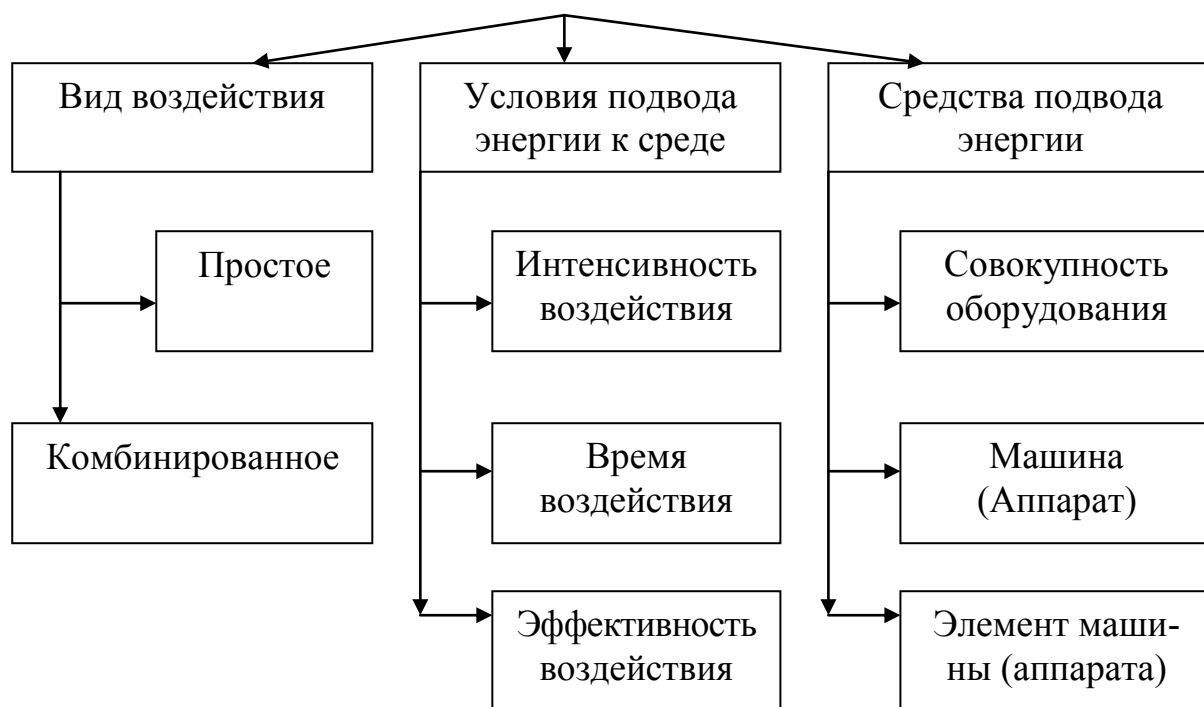 Вид воздействия
Условия подвода
энергии к среде
Средства подвода
энергии
Простое
Интенсивность
воздействия
Совокупность
оборудования
Комбинированное
Время
воздействия
Машина
(Аппарат)
Эффективность
воздействия
Элемент маши-
ны (аппарата)